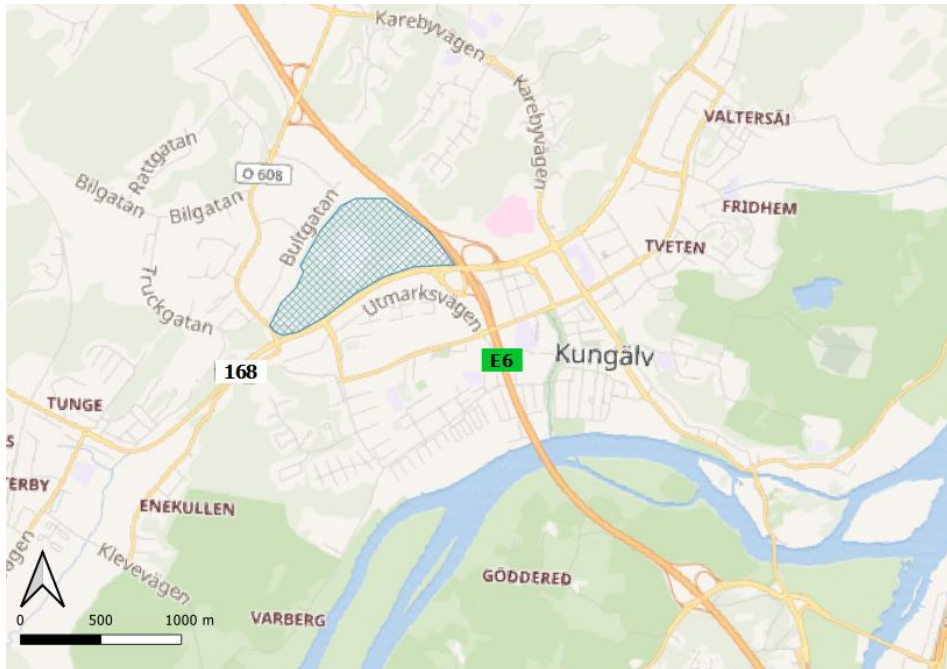 Karebyvägen
Karebyvägen
VALTERSÄI
Rattgatan
O 608
Bilgatan
Bilgatan
Bultgatan
FRIDHEM
TVETEN
Truckgatan
Utmarksvägen
Kungälv
E6
168
TUNGE
S
TERBY
ENEKULLEN
Klevevägen
agen
GÖDDERED
VARBERG
0 500 1000 m